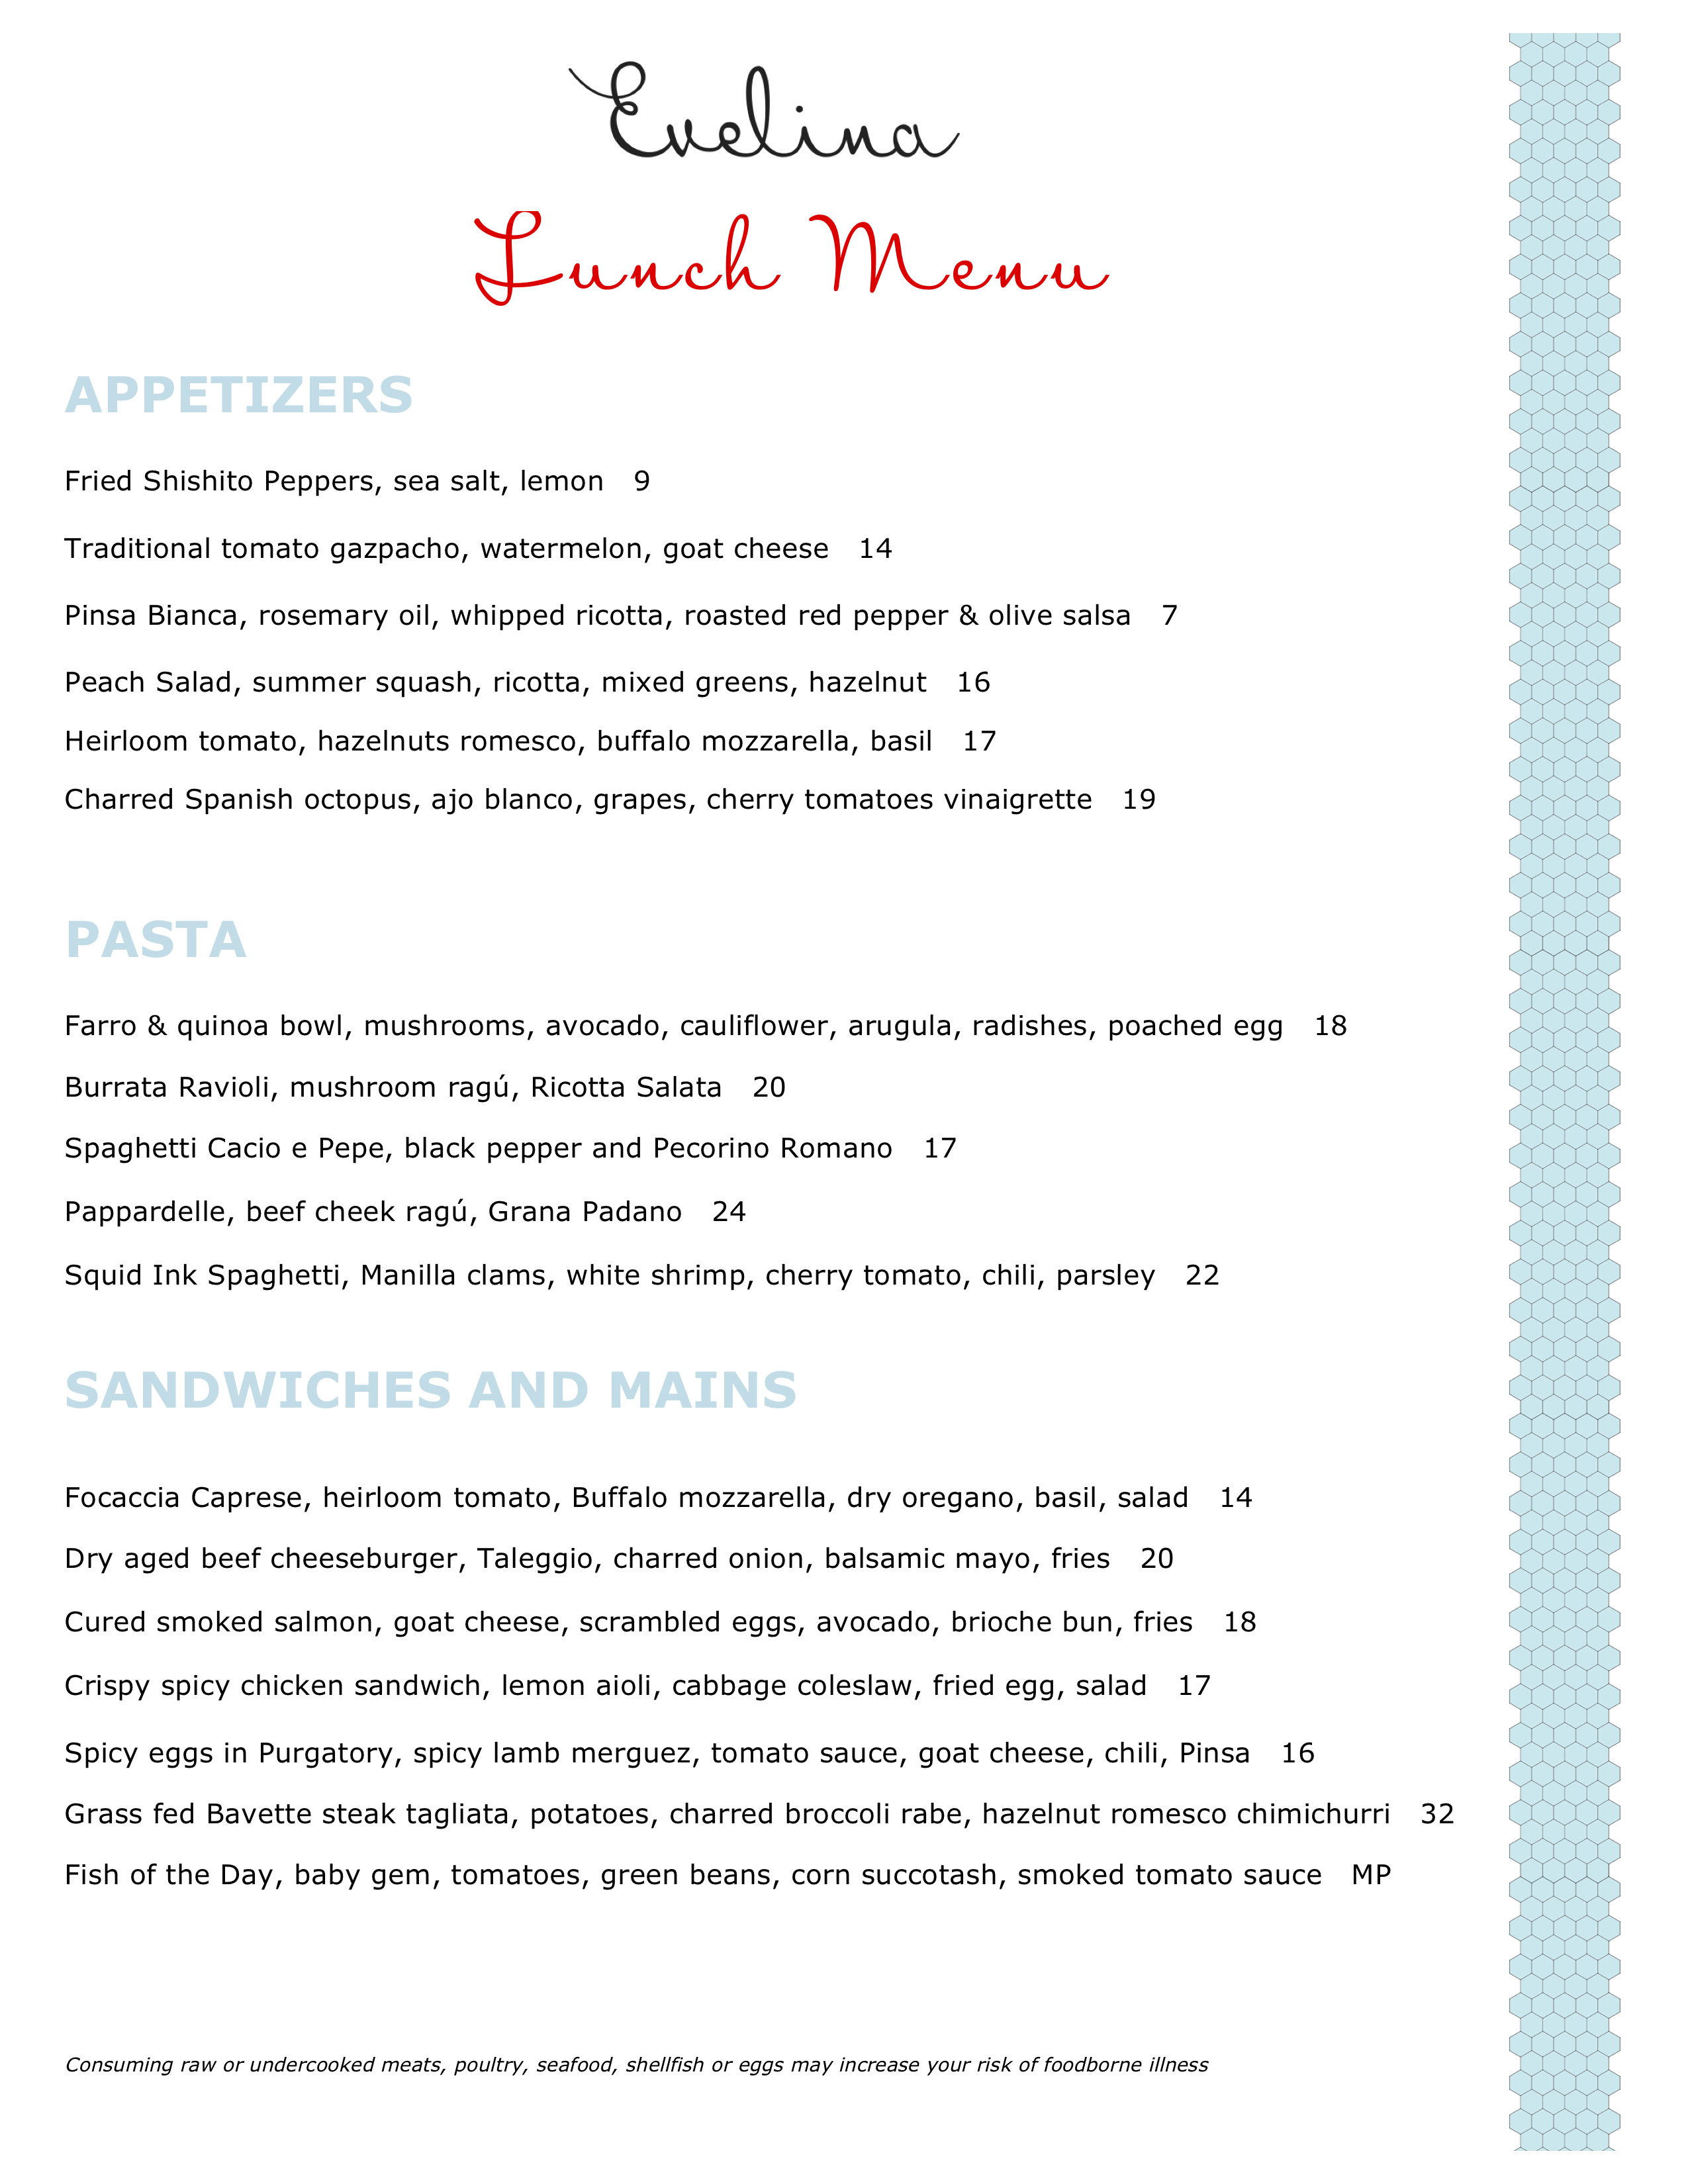 Evelina
Lunch Menu
APPETIZERS
Fried Shishito Peppers, sea salt, lemon 9
Traditional tomato gazpacho, watermelon, goat cheese 14
Pinsa Bianca, rosemary oil, whipped ricotta, roasted red pepper & olive salsa 7
Peach Salad, summer squash, ricotta, mixed greens, hazelnut 16
Heirloom tomato, hazelnuts romesco, buffalo mozzarella, basil 17
Charred Spanish octopus, ajo blanco, grapes, cherry tomatoes vinaigrette 19
PASTA
Farro & quinoa bowl, mushrooms, avocado, cauliflower, arugula, radishes, poached egg 18
Burrata Ravioli, mushroom ragú, Ricotta Salata 20
Spaghetti Cacio e Pepe, black pepper and Pecorino Romano 17
Pappardelle, beef cheek ragú, Grana Padano 24
Squid Ink Spaghetti, Manilla clams, white shrimp, cherry tomato, chili, parsley 22
SANDWICHES AND MAINS
Focaccia Caprese, heirloom tomato, Buffalo mozzarella, dry oregano, basil, salad 14
Dry aged beef cheeseburger, Taleggio, charred onion, balsamic mayo, fries 20
Cured smoked salmon, goat cheese, scrambled eggs, avocado, brioche bun, fries 18
Crispy spicy chicken sandwich, lemon aioli, cabbage coleslaw, fried egg, salad 17
Spicy eggs in Purgatory, spicy lamb merguez, tomato sauce, goat cheese, chili, Pinsa 16
Grass fed Bavette steak tagliata, potatoes, charred broccoli rabe, hazelnut romesco chimichurri 32
Fish of the Day, baby gem, tomatoes, green beans, corn succotash, smoked tomato sauce MP
Consuming raw or undercooked meats, poultry, seafood, shellfish or eggs may increase your risk of foodborne illness